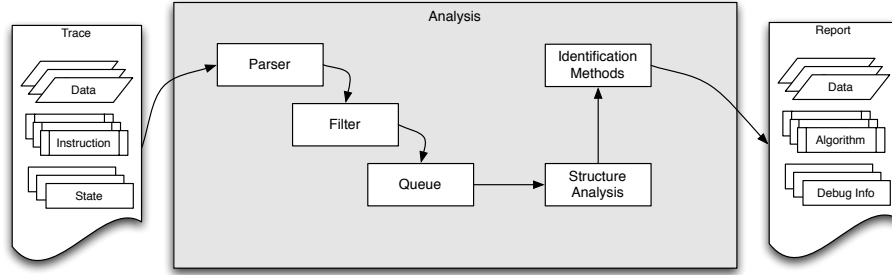 Trace
Data
Instruction
State
Analysis
Parser
Filter
Queue
Structure
Analysis
Identification
Methods
Report
Data
Algorithm
Debug Info